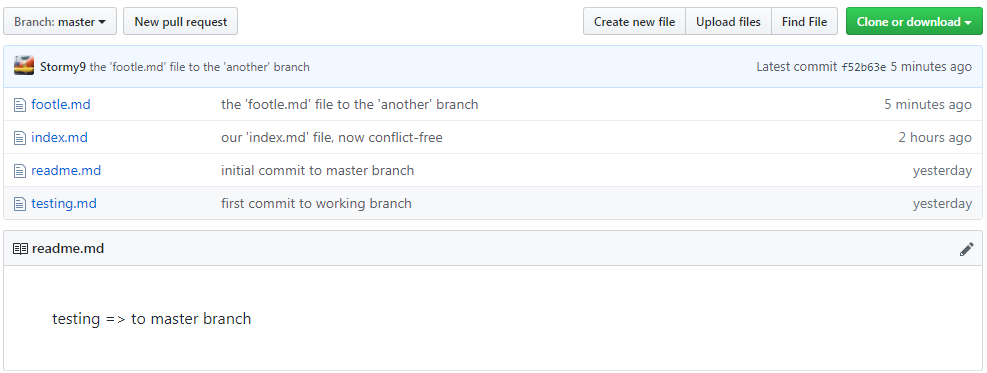 Branch: master New pull request Create new file Upload files Find File Clone or download
Stormy9 the 'footle.md' file to the 'another' branch Latest commit f52b63e 5 minutes ago
footle.md the 'footle.md' file to the 'another' branch 5 minutes ago
index.md our 'index.md' file, now conflict-free 2 hours ago
readme.md initial commit to master branch yesterday
testing.md first commit to working branch yesterday
readme.md
testing => to master branch